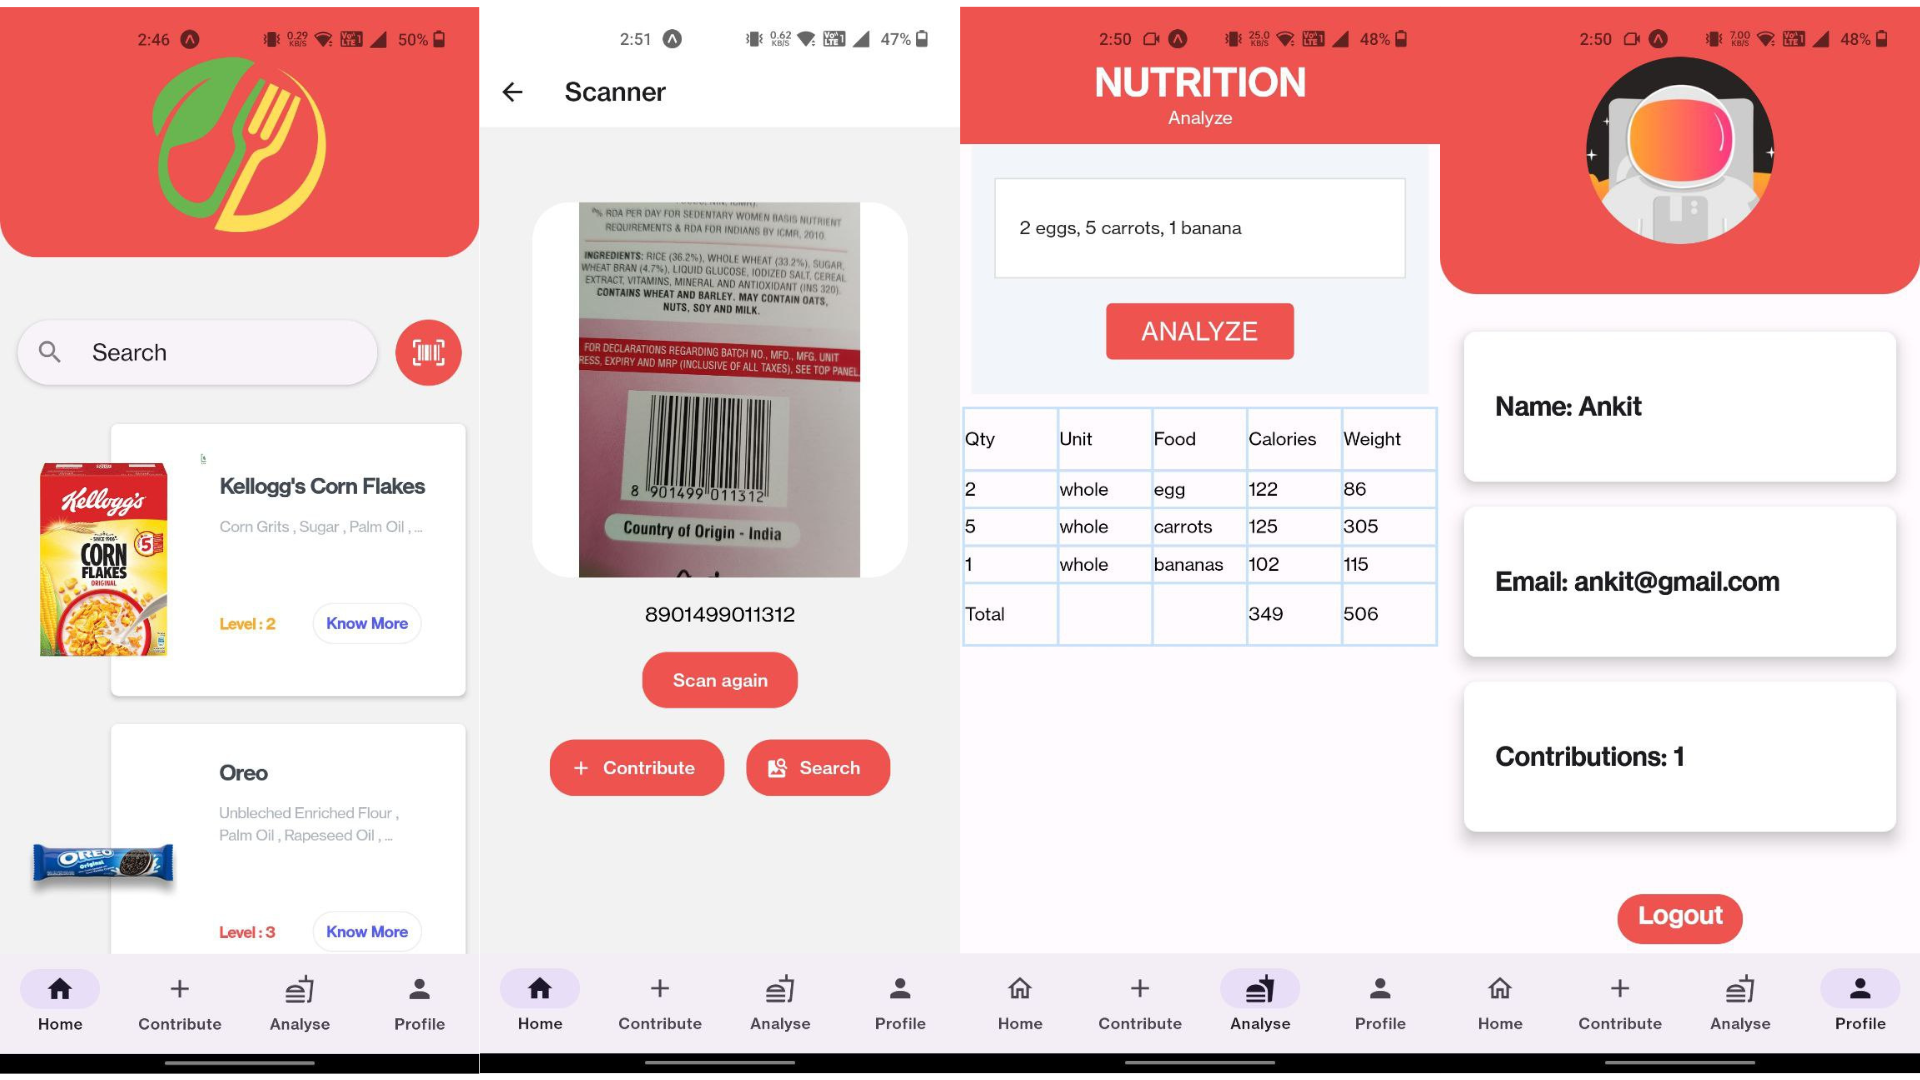 2:46
0.29
KB/S
50%
Search
Kellogg's
CORN
FLAKES
ORIGINAL
5
Kellogg's Corn Flakes
Corn Grits , Sugar , Palm Oil , ...
Level : 2
Know More
OREO
Original
Oreo
Unbleched Enriched Flour ,
Palm Oil , Rapeseed Oil , ...
Level : 3
Know More
Home
Contribute
Analyse
Profile
2:51
0.62
KB/S
47%
Scanner
RDA PER DAY FOR SEDENTARY WOMEN BASIS NUTRIENT
REQUIREMENTS & RDA FOR INDIANS BY ICMR, 2010.
INGREDIENTS: RICE (36.2%), WHOLE WHEAT (33.2%), SUGAR,
WHEAT BRAN (4.7%), LIQUID GLUCOSE, IODIZED SALT, CEREAL
EXTRACT, VITAMINS, MINERAL AND ANTIOXIDANT (INS 320).
CONTAINS WHEAT AND BARLEY. MAY CONTAIN OATS,
NUTS, SOY AND MILK.
FOR DECLARATIONS REGARDING BATCH NO., MFD., MFG. UNIT
RESS, EXPIRY AND MRP (INCLUSIVE OF ALL TAXES), SEE TOP PANEL.
8 901499 011312
Country of Origin - India
8901499011312
Scan again
+ Contribute
Search
Home
Contribute
Analyse
Profile
2:50
25.0
KB/S
48%
NUTRITION
Analyze
2 eggs, 5 carrots, 1 banana
ANALYZE
Qty Unit Food Calories Weight
2 whole egg 122 86
5 whole carrots 125 305
1 whole bananas 102 115
Total 349 506
Home
Contribute
Analyse
Profile
2:50
7.00
KB/S
48%
Name: Ankit
Email: ankit@gmail.com
Contributions: 1
Logout
Home
Contribute
Analyse
Profile